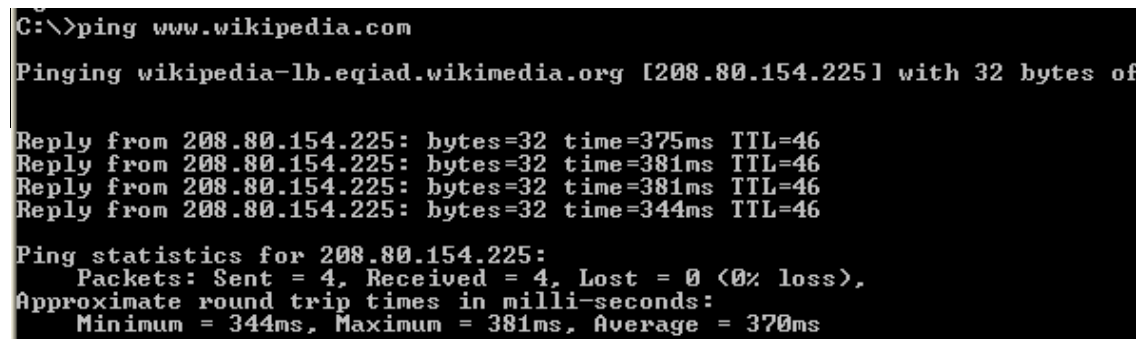 C:\>ping www.wikipedia.com
Pinging wikipedia-lb.eqiad.wikimedia.org [208.80.154.225] with 32 bytes of
Reply from 208.80.154.225: bytes=32 time=375ms TTL=46
Reply from 208.80.154.225: bytes=32 time=381ms TTL=46
Reply from 208.80.154.225: bytes=32 time=381ms TTL=46
Reply from 208.80.154.225: bytes=32 time=344ms TTL=46
Ping statistics for 208.80.154.225:
Packets: Sent = 4, Received = 4, Lost = 0 (0% loss),
Approximate round trip times in milli-seconds:
Minimum = 344ms, Maximum = 381ms, Average = 370ms